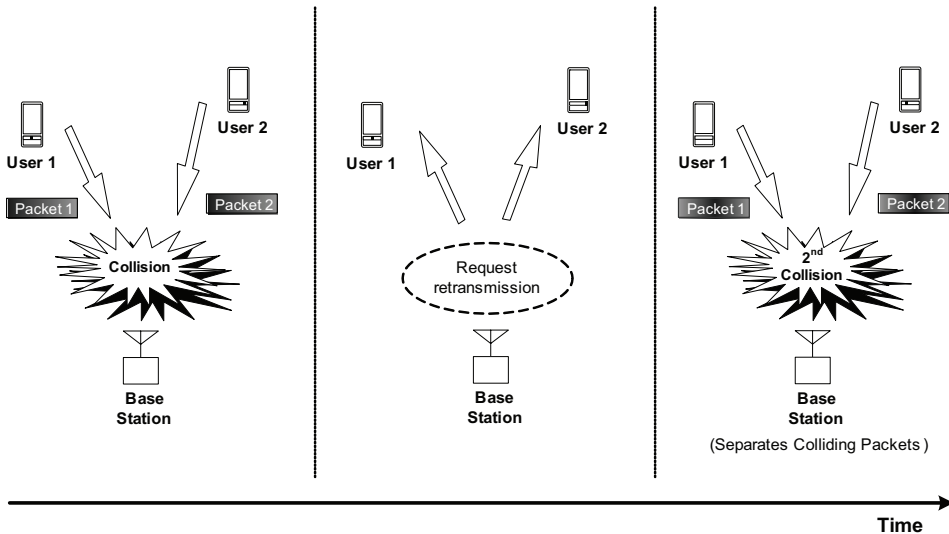 User 1
User 2
Packet 1
Packet 2
Collision
Base
Station
User 1
User 2
Request
retransmission
Base
Station
User 1
User 2
Packet 1
Packet 2
2nd
Collision
Base
Station
(Separates Colliding Packets )
Time